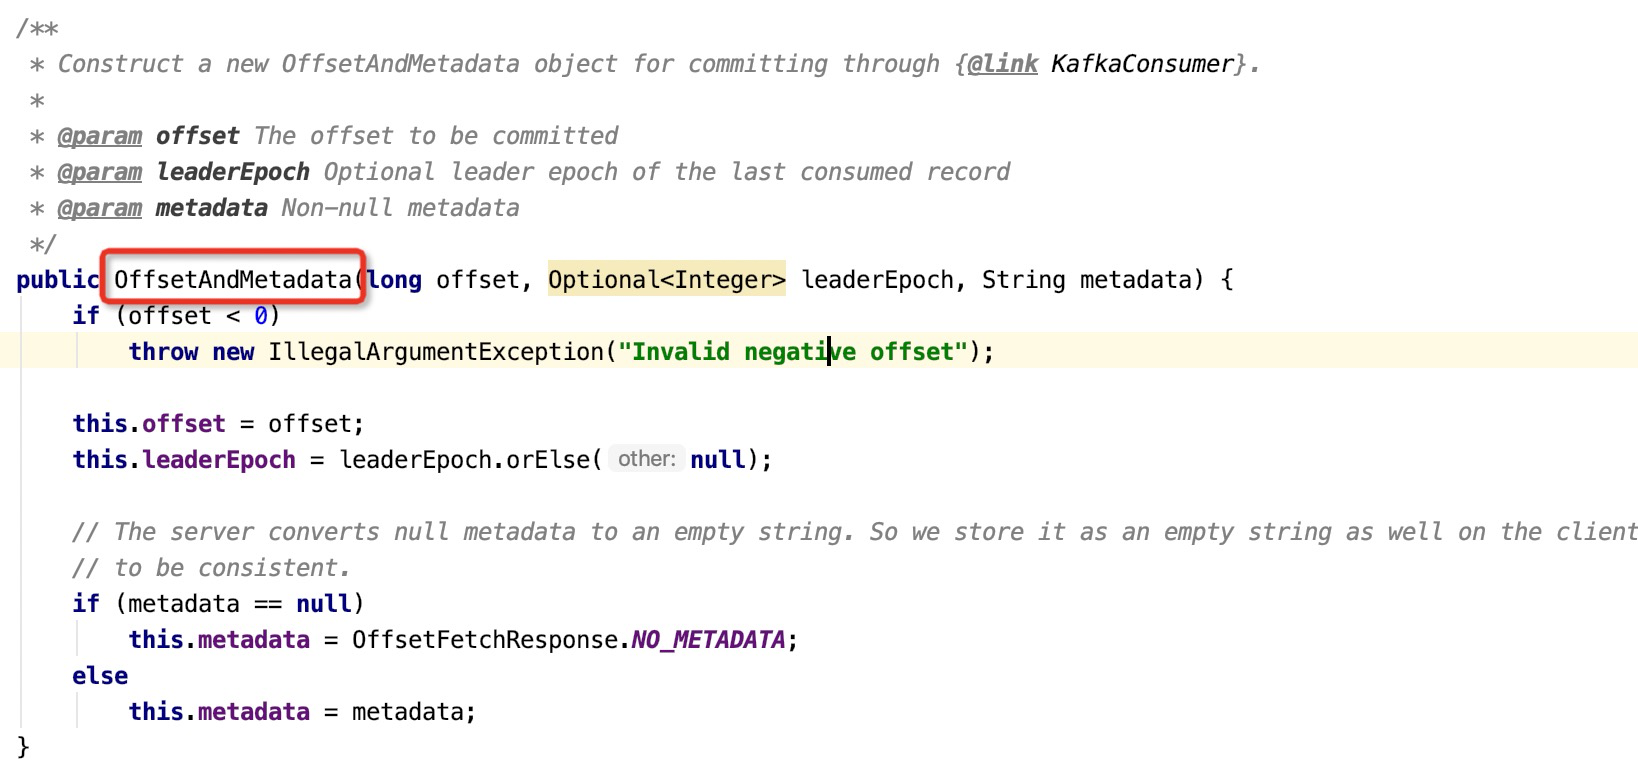 /**
 * Construct a new OffsetAndMetadata object for committing through {@link KafkaConsumer}.
 *
 * @param offset The offset to be committed
 * @param leaderEpoch Optional leader epoch of the last consumed record
 * @param metadata Non-null metadata
 */
public OffsetAndMetadata(long offset, Optional<Integer> leaderEpoch, String metadata) {
    if (offset < 0)
        throw new IllegalArgumentException("Invalid negative offset");

    this.offset = offset;
    this.leaderEpoch = leaderEpoch.orElse( other: null);

    // The server converts null metadata to an empty string. So we store it as an empty string as well on the client
    // to be consistent.
    if (metadata == null)
        this.metadata = OffsetFetchResponse.NO_METADATA;
    else
        this.metadata = metadata;
}